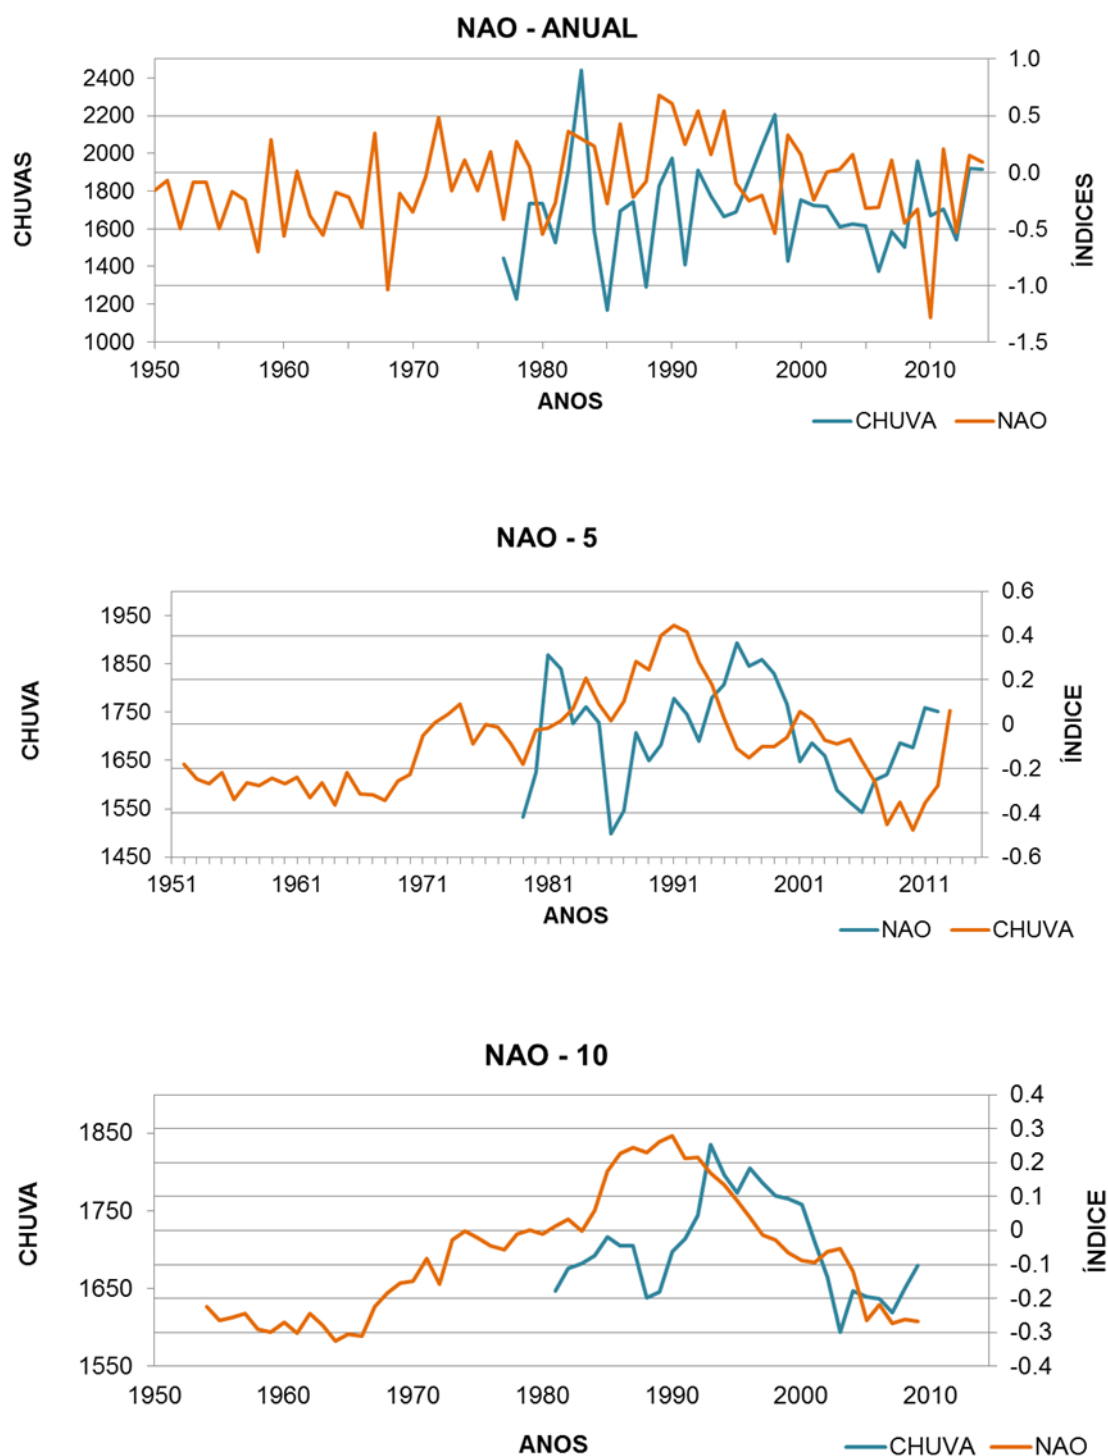 NAO - ANUAL
CHUVAS
2400
2200
2000
1800
1600
1400
1200
1000
1.0
0.5
0.0
-0.5
-1.0
-1.5
ÍNDICES
1950 1960 1970 1980 1990 2000 2010
ANOS
CHUVA NAO
NAO - 5
CHUVA
1950
1850
1750
1650
1550
1450
0.6
0.4
0.2
0
-0.2
-0.4
-0.6
ÍNDICE
1951 1961 1971 1981 1991 2001 2011
ANOS
NAO CHUVA
NAO - 10
CHUVA
1850
1750
1650
1550
0.4
0.3
0.2
0.1
0
-0.1
-0.2
-0.3
-0.4
ÍNDICE
1950 1960 1970 1980 1990 2000 2010
ANOS
CHUVA NAO